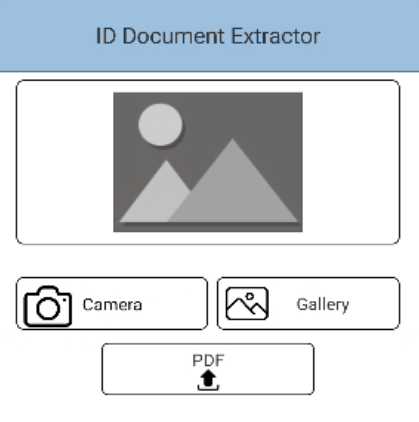 ID Document Extractor
Camera
Gallery
PDF